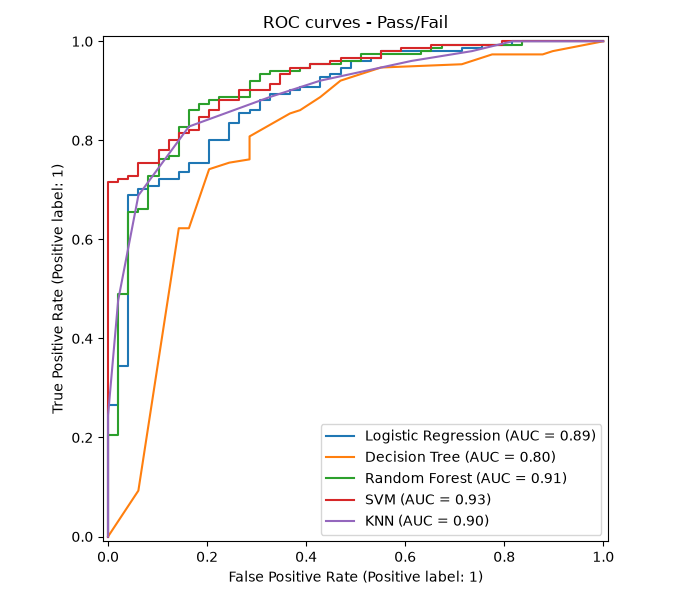 ROC curves - Pass/Fail
1.0
0.8
0.6
0.4
0.2
0.0
True Positive Rate (Positive label: 1)
Logistic Regression (AUC = 0.89)
Decision Tree (AUC = 0.80)
Random Forest (AUC = 0.91)
SVM (AUC = 0.93)
KNN (AUC = 0.90)
0.0 0.2 0.4 0.6 0.8 1.0
False Positive Rate (Positive label: 1)